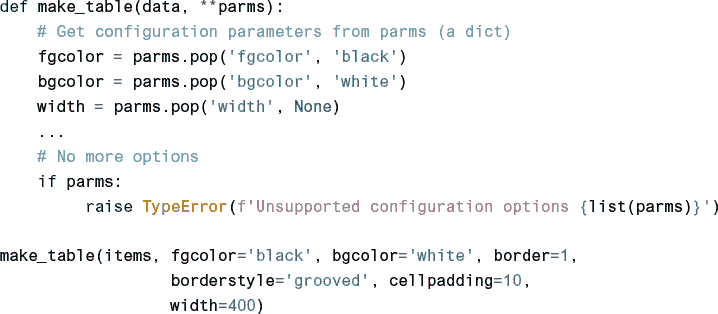 def make_table(data, **parms):
    # Get configuration parameters from parms (a dict)
    fgcolor = parms.pop('fgcolor', 'black')
    bgcolor = parms.pop('bgcolor', 'white')
    width = parms.pop('width', None)
    ...
    # No more options
    if parms:
         raise TypeError(f'Unsupported configuration options {list(parms)}')

make_table(items, fgcolor='black', bgcolor='white', border=1,
                  borderstyle='grooved', cellpadding=10,
                  width=400)